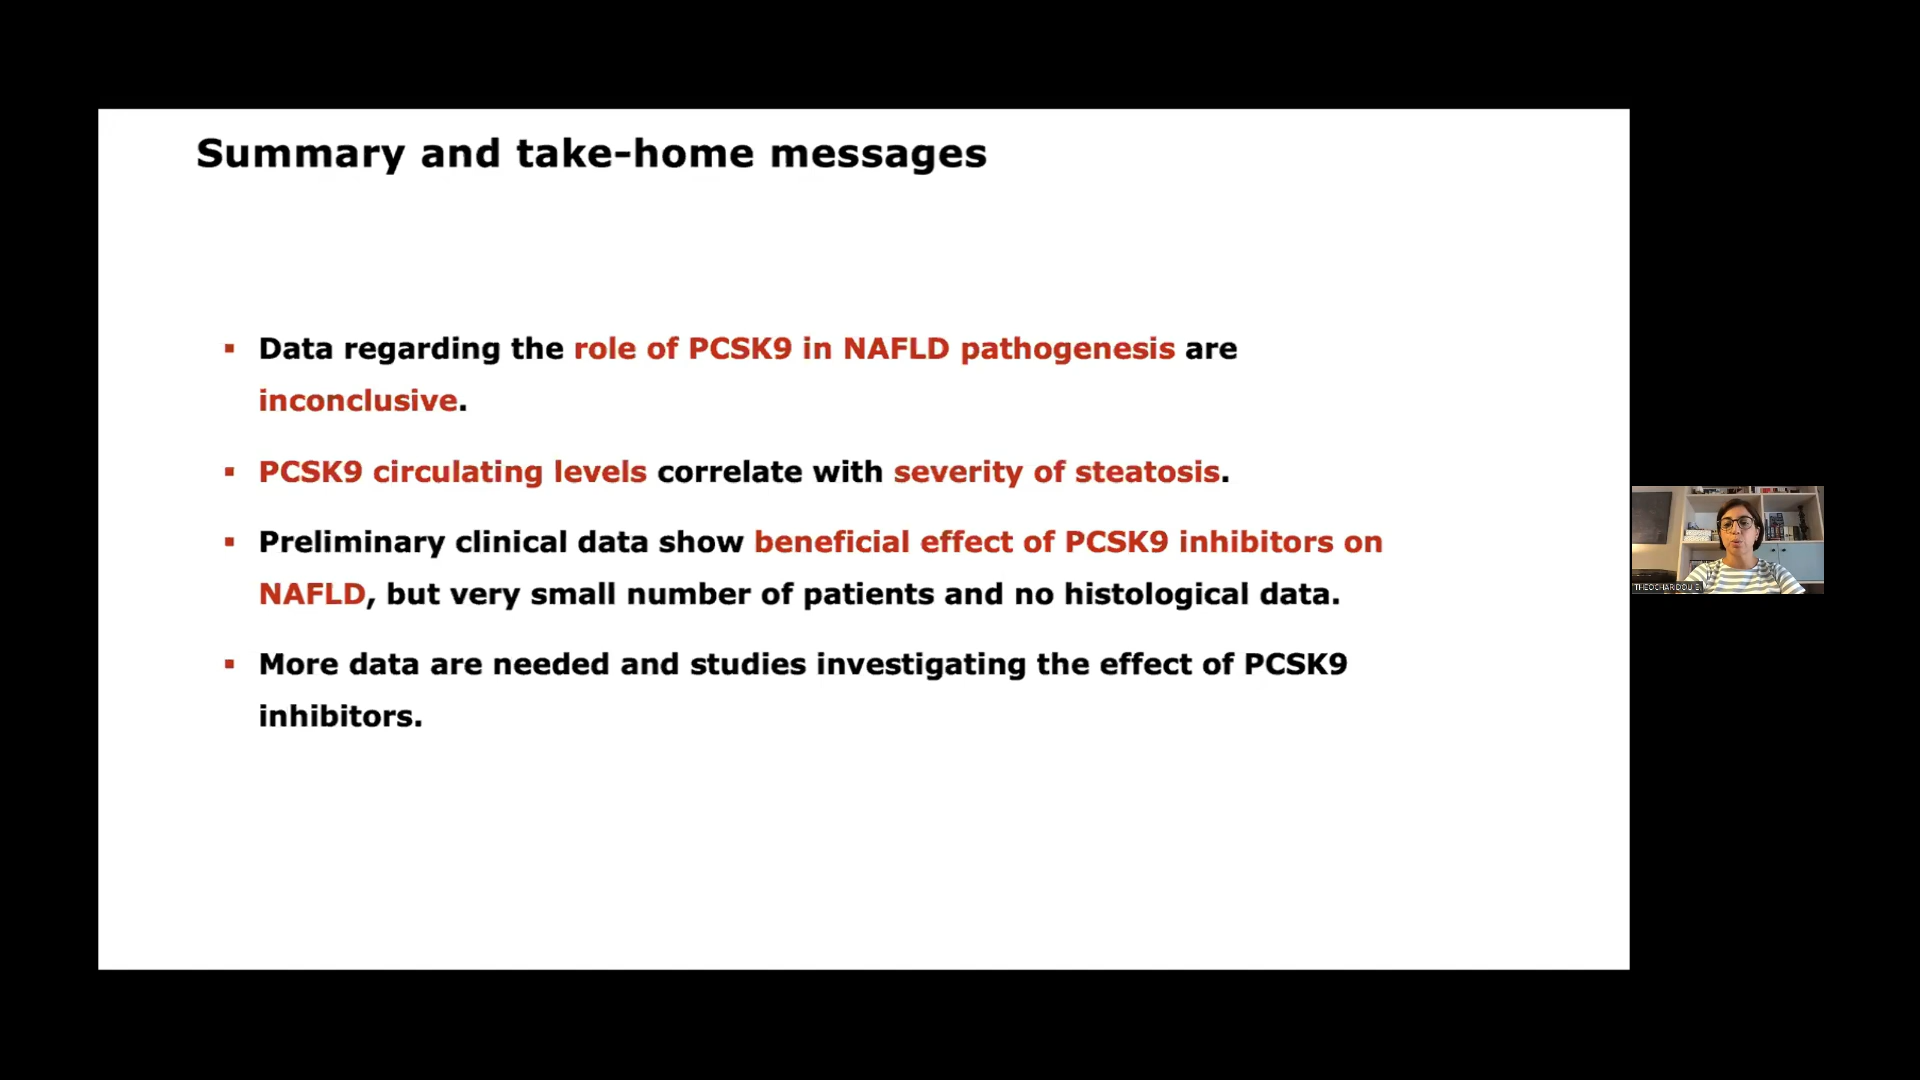 Summary and take-home messages
▪ Data regarding the role of PCSK9 in NAFLD pathogenesis are
inconclusive.
▪ PCSK9 circulating levels correlate with severity of steatosis.
▪ Preliminary clinical data show beneficial effect of PCSK9 inhibitors on
NAFLD, but very small number of patients and no histological data.
▪ More data are needed and studies investigating the effect of PCSK9
inhibitors.
THEOCHARIDOU E.